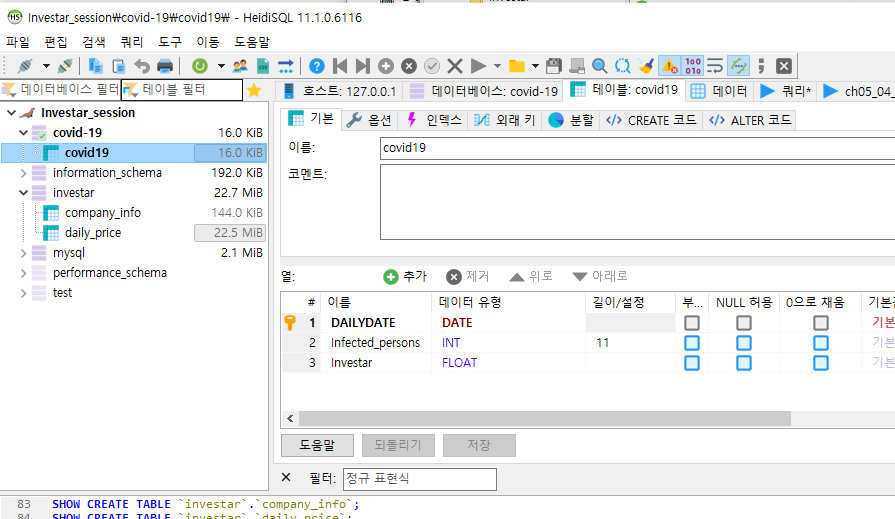 Investar_session₩covid-19₩covid19₩ - HeidiSQL 11.1.0.6116
파일 편집 검색 쿼리 도구 이동 도움말
데이터베이스 필터 테이블 필터
호스트: 127.0.0.1 데이터베이스: covid-19 테이블: covid19 데이터 쿼리* ch05_04_
Investar_session
covid-19 16.0 KiB
covid19 16.0 KiB
information_schema 192.0 KiB
investar 22.7 MiB
company_info 144.0 KiB
daily_price 22.5 MiB
mysql 2.1 MiB
performance_schema
test
기본 옵션 인덱스 외래 키 분할 CREATE 코드 ALTER 코드
이름: covid19
코멘트:
열: 추가 제거 위로 아래로
# 이름 데이터 유형 길이/설정 부... NULL 허용 0으로 채움
1 DAILYDATE DATE 기본
2 Infected_persons INT 11 기본
3 Investar FLOAT 기본
도움말 되돌리기 저장
필터: 정규 표현식
83 SHOW CREATE TABLE `investar`.`company_info`;
84 SHOW CREATE TABLE `investar`.`daily_price`;